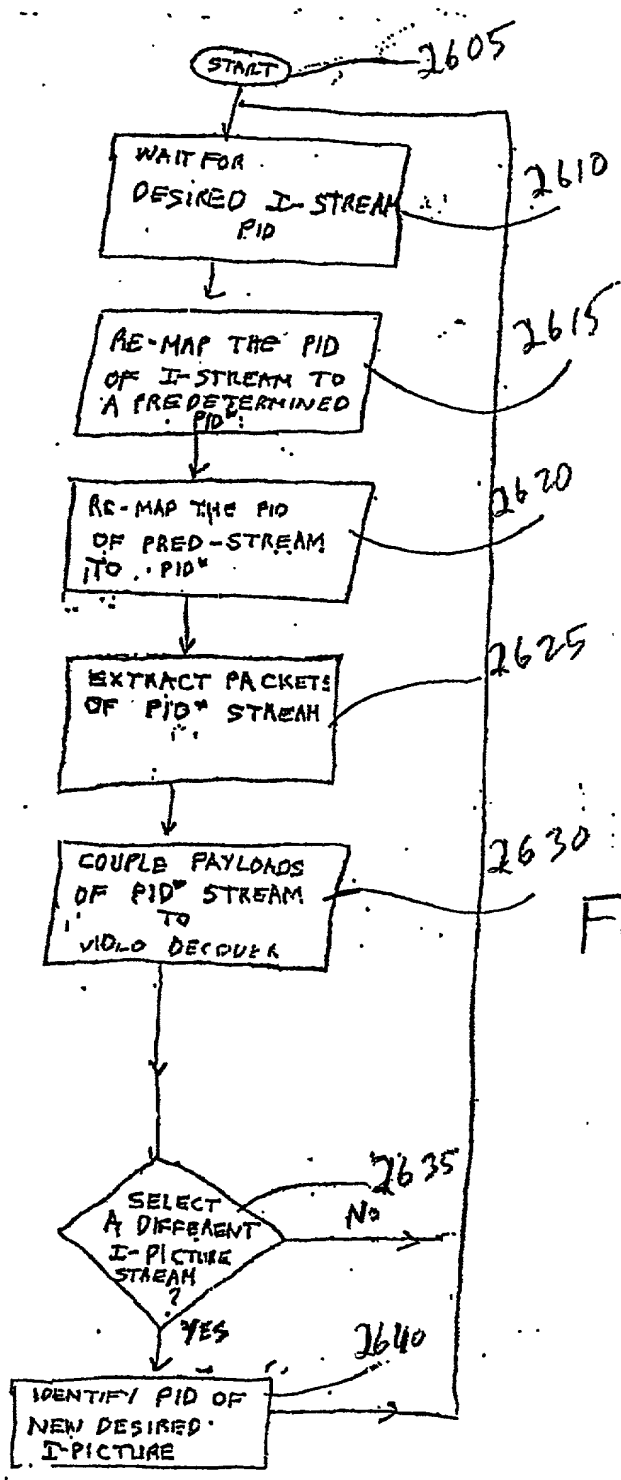 START
2605
WAIT FOR
DESIRED I-STREAM
PID
2610
RE-MAP THE PID
OF I-STREAM TO
A PREDETERMINED
PID*
2615
RE-MAP THE PID
OF PRED-STREAM
TO PID*
2620
EXTRACT PACKETS
OF PID* STREAM
2625
COUPLE PAYLOADS
OF PID* STREAM
TO
VIDEO DECODER
2630
F
SELECT
A DIFFERENT
I-PICTURE
STREAM
?
2635
No
YES
2640
IDENTIFY PID OF
NEW DESIRED
I-PICTURE